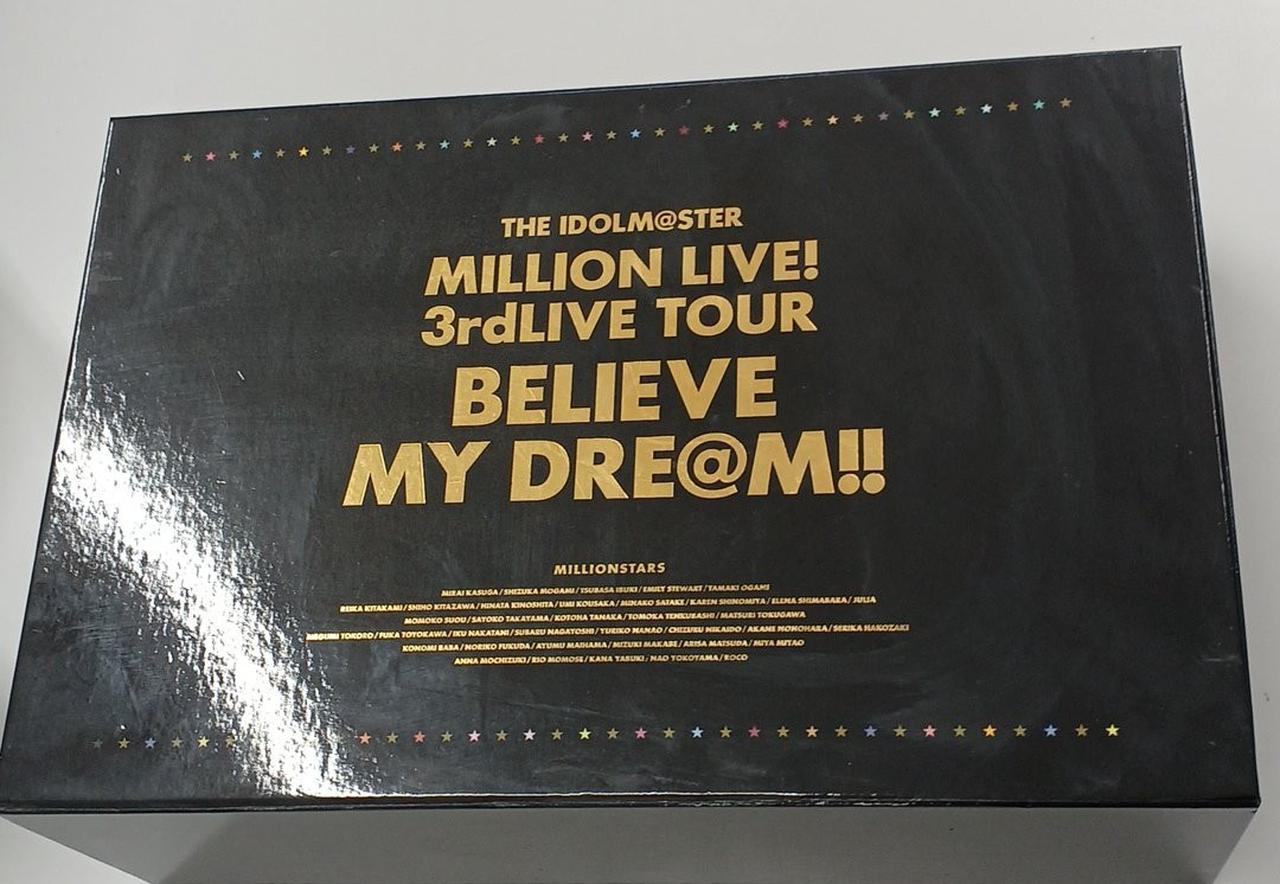 THE IDOLM@STER
MILLION LIVE!
3rdLIVE TOUR
BELIEVE
MY DRE@M!!
MILLIONSTARS
MIRAI KASUGA / SHIZUKA MOGAMI / TSUBASA IBUKI / EMILY STEWART / TAMAKI OGAMI
REIKA KITAKAMI / SHIHO KITAZAWA / HINATA KINOSHITA / UMI KOUSAKA / MINAKO SATAKE / KAREN SHINOMIYA / ELENA SHIMABARA / JULIA
MOMOKO SUOU / SAYOKO TAKAYAMA / KOTOHA TANAKA / TOMOKA TENKUBASHI / MATSURI TOKUGAWA
MEGUMI TOKORO / FUKA TOYOKAWA / IKU NAKATANI / SUBARU NAGAYOSHI / YURIKO NANAO / CHIZURU NIKAIDO / AKANE NONOHARA / SERIKA HAKOZAKI
KONOMI BABA / NORIKO FUKUDA / AYUMU MAIHAMA / MIZUKI MAKABE / ARISA MATSUDA / MIYA MIYAO
ANNA MOCHIZUKI / RIO MOMOSE / KANA YABUKI / NAO YOKOYAMA / ROCO